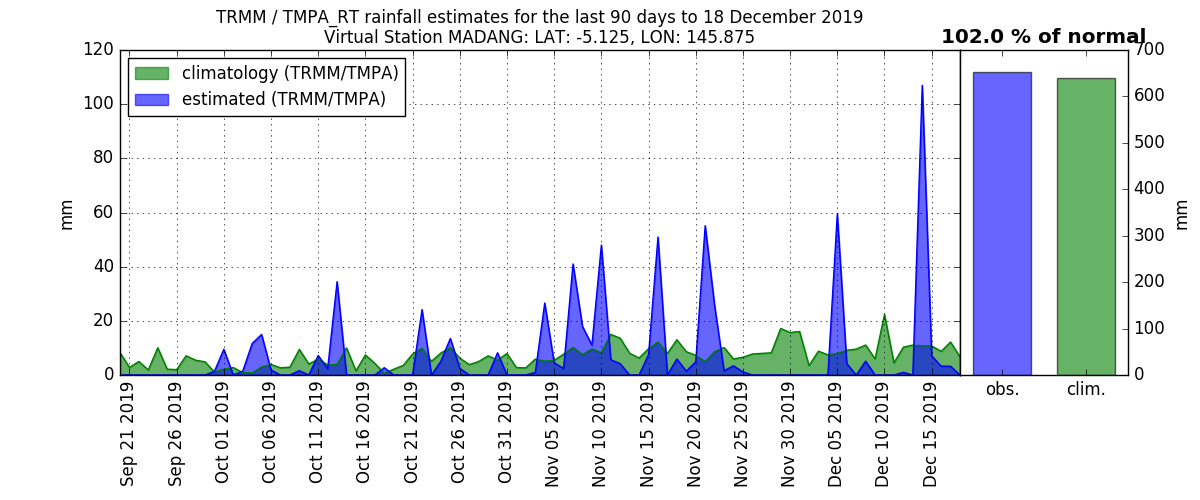 TRMM / TMPA_RT rainfall estimates for the last 90 days to 18 December 2019
Virtual Station MADANG: LAT: -5.125, LON: 145.875
102.0 % of normal
climatology (TRMM/TMPA)
estimated (TRMM/TMPA)
mm
120
100
80
60
40
20
0
Sep 21 2019
Sep 26 2019
Oct 01 2019
Oct 06 2019
Oct 11 2019
Oct 16 2019
Oct 21 2019
Oct 26 2019
Oct 31 2019
Nov 05 2019
Nov 10 2019
Nov 15 2019
Nov 20 2019
Nov 25 2019
Nov 30 2019
Dec 05 2019
Dec 10 2019
Dec 15 2019
obs.
clim.
700
600
500
400
300
200
100
0
mm